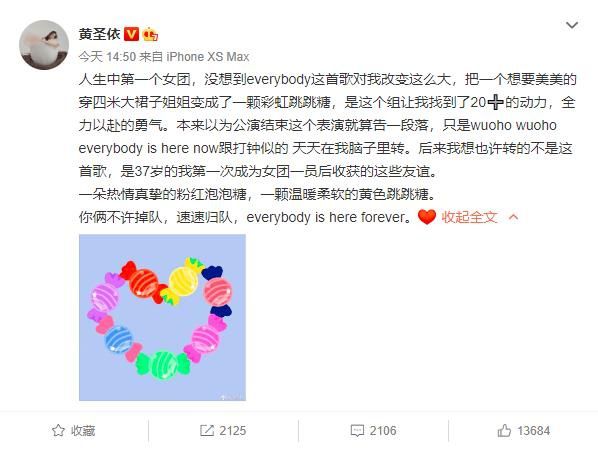 黄圣依
今天 14:50 来自 iPhone XS Max
人生中第一个女团，没想到everybody这首歌对我改变这么大，把一个想要美美的
穿四米大裙子姐姐变成了一颗彩虹跳跳糖，是这个组让我找到了20➕的动力，全
力以赴的勇气。本来以为公演结束这个表演就算告一段落，只是wuoho wuoho
everybody is here now跟打钟似的 天天在我脑子里转。后来我想也许转的不是这
首歌，是37岁的我第一次成为女团一员后收获的这些友谊。
一朵热情真挚的粉红泡泡糖，一颗温暖柔软的黄色跳跳糖。
你俩不许掉队，速速归队，everybody is here forever。❤️ 收起全文
收藏
2125
2106
13684